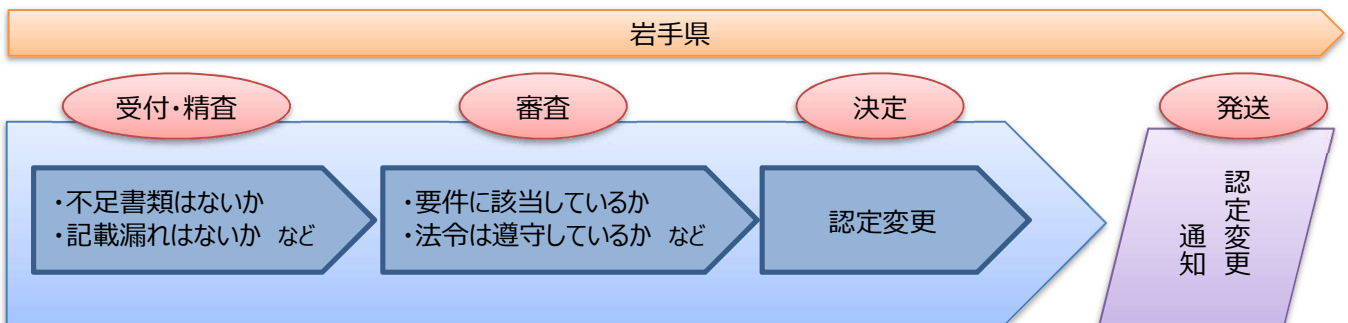 岩手県
受付・精査
審査
決定
発送
・不足書類はないか
・記載漏れはないか など
・要件に該当しているか
・法令は遵守しているか など
認定変更
認定変更
通知